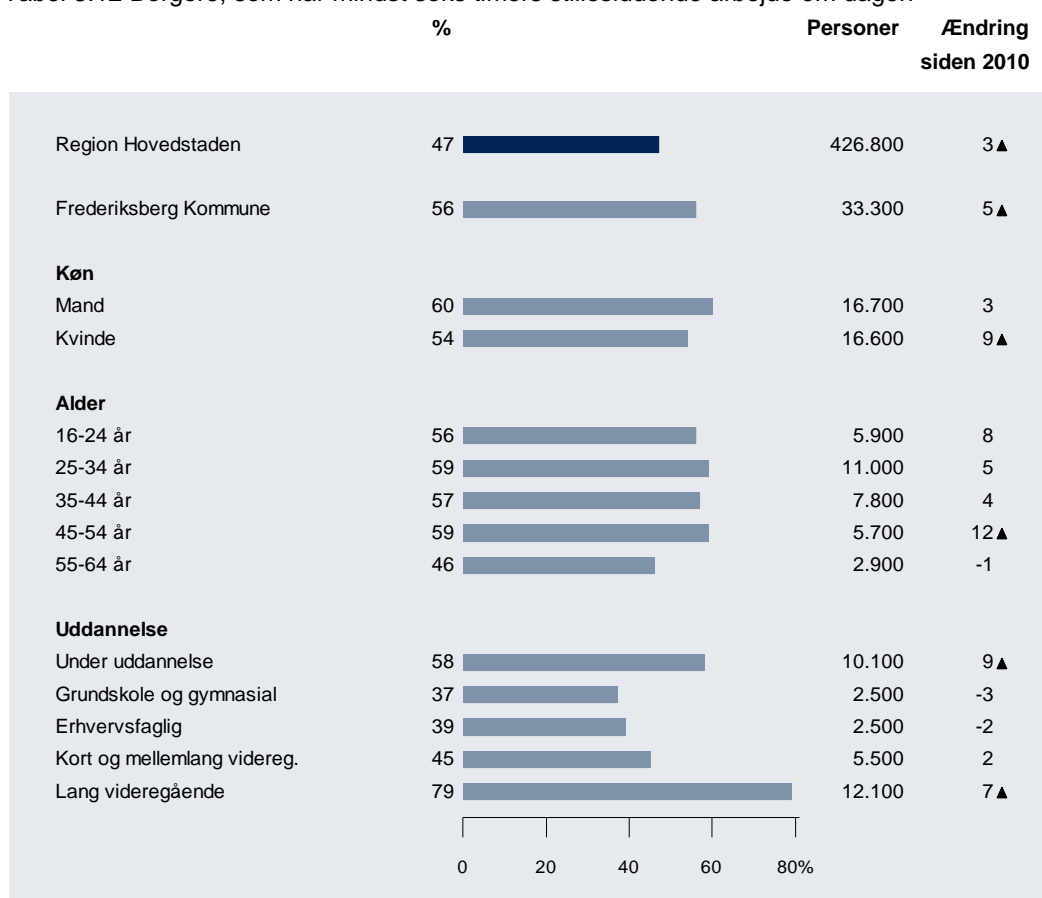 % Personer Ændring
siden 2010
Region Hovedstaden 47 426.800 3▲
Frederiksberg Kommune 56 33.300 5▲
Køn
Mand 60 16.700 3
Kvinde 54 16.600 9▲
Alder
16-24 år 56 5.900 8
25-34 år 59 11.000 5
35-44 år 57 7.800 4
45-54 år 59 5.700 12▲
55-64 år 46 2.900 -1
Uddannelse
Under uddannelse 58 10.100 9▲
Grundskole og gymnasial 37 2.500 -3
Erhvervsfaglig 39 2.500 -2
Kort og mellemlang videreg. 45 5.500 2
Lang videregående 79 12.100 7▲
0 20 40 60 80%